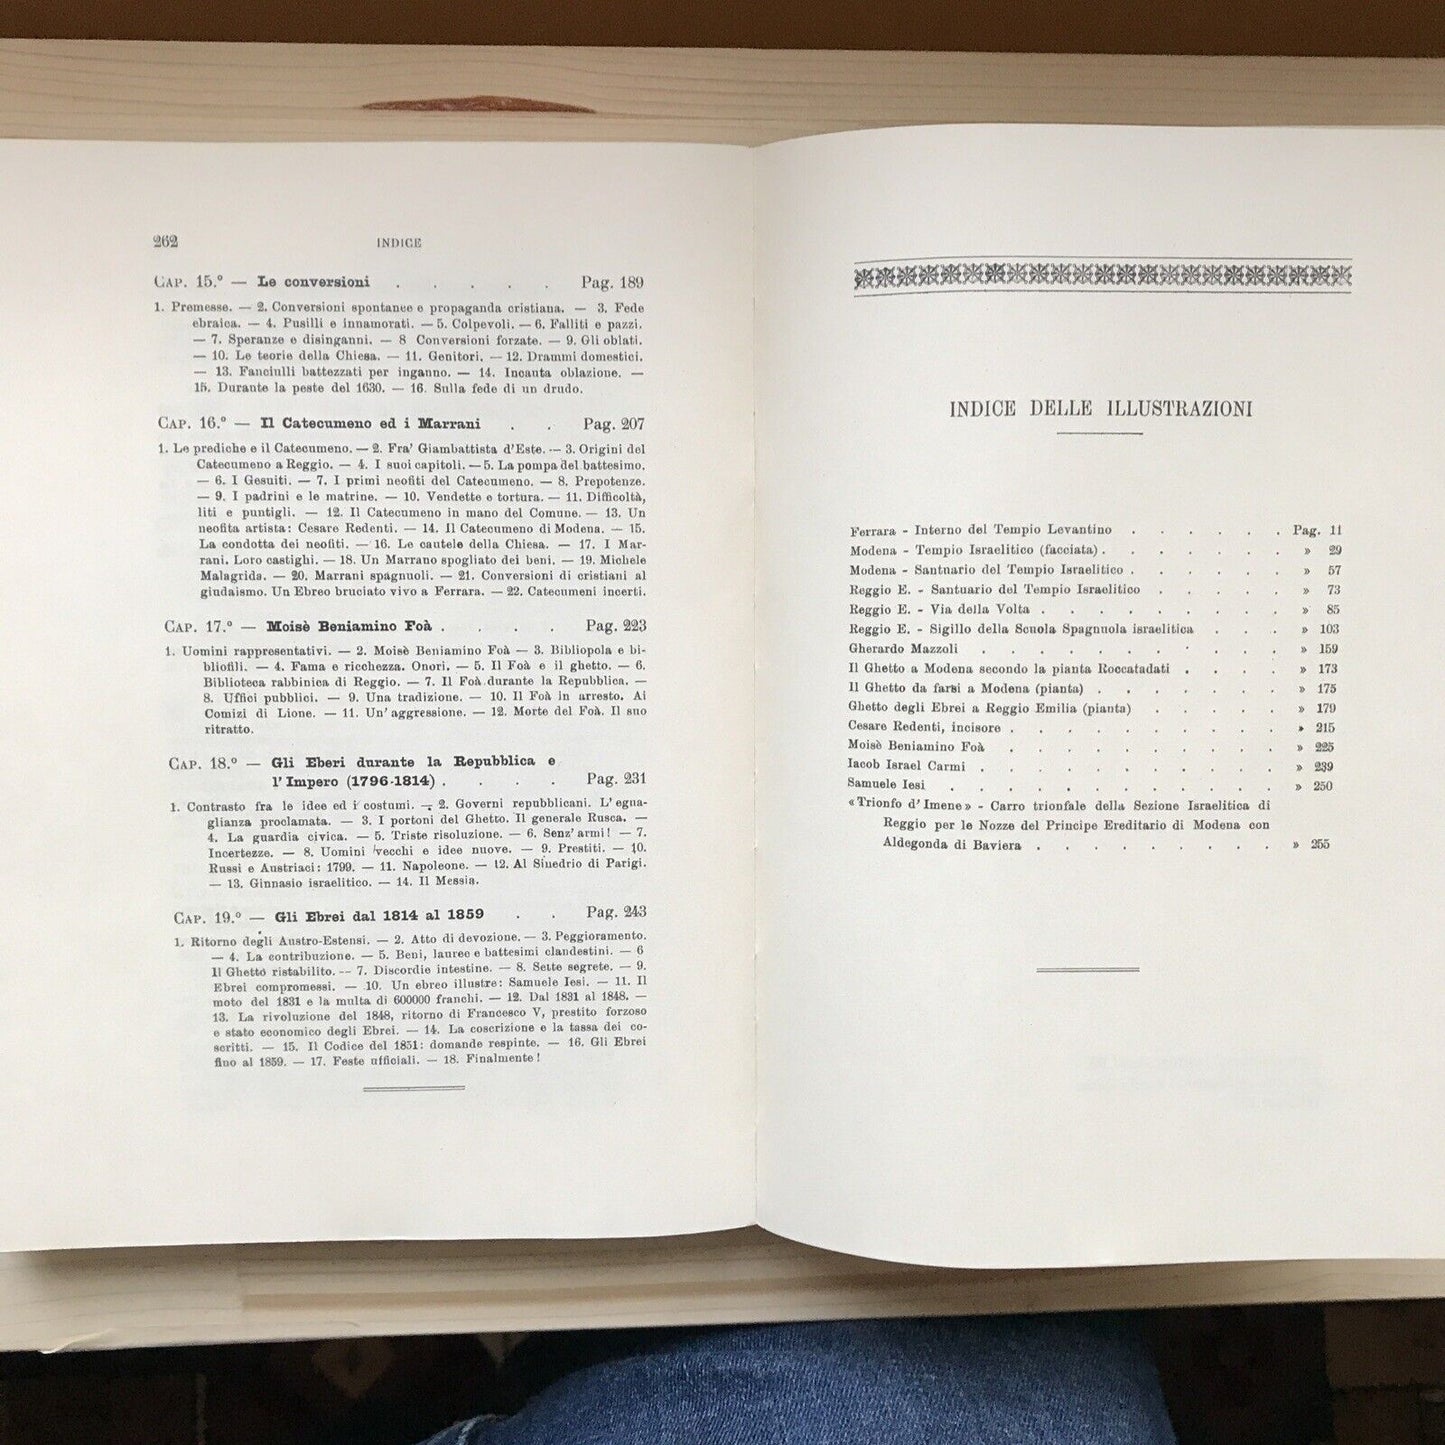 262 INDICE
CAP. 15.º — Le conversioni . . . . . Pag. 189
1. Premesse. — 2. Conversioni spontanee e propaganda cristiana. — 3. Fede
ebraica. — 4. Pusilli e innamorati. — 5. Colpevoli. — 6. Falliti e pazzi.
— 7. Speranze e disinganni. — 8 Conversioni forzate. — 9. Gli oblati.
— 10. Le teorie della Chiesa. — 11. Genitori. — 12. Drammi domestici.
— 13. Fanciulli battezzati per inganno. — 14. Incauta oblazione. —
15. Durante la peste del 1630. — 16. Sulla fede di un drudo.
CAP. 16.º — Il Catecumeno ed i Marrani . . Pag. 207
1. Le prediche e il Catecumeno. — 2. Fra' Giambattista d'Este. — 3. Origini del
Catecumeno a Reggio. — 4. I suoi capitoli. — 5. La pompa del battesimo.
— 6. I Gesuiti. — 7. I primi neofiti del Catecumeno. — 8. Prepotenze.
— 9. I padrini e le matrine. — 10. Vendette e tortura. — 11. Difficoltà,
liti e puntigli. — 12. Il Catecumeno in mano del Comune. — 13. Un
neofita artista: Cesare Redenti. — 14. Il Catecumeno di Modena. — 15.
La condotta dei neofiti. — 16. Le cautele della Chiesa. — 17. I Mar-
rani. Loro castighi. — 18. Un Marrano spogliato dei beni. — 19. Michele
Malagrida. — 20. Marrani spagnuoli. — 21. Conversioni di cristiani al
giudaismo. Un Ebreo bruciato vivo a Ferrara. — 22. Catecumeni incerti.
CAP. 17.º — Moisè Beniamino Foà . . . . Pag. 223
1. Uomini rappresentativi. — 2. Moisè Beniamino Foà — 3. Bibliopola e bi-
bliofili. — 4. Fama e ricchezza. Onori. — 5. Il Foà e il ghetto. — 6.
Biblioteca rabbinica di Reggio. — 7. Il Foà durante la Repubblica. —
8. Uffici pubblici. — 9. Una tradizione. — 10. Il Foà in arresto. Ai
Comizi di Lione. — 11. Un' aggressione. — 12. Morte del Foà. Il suo
ritratto.
CAP. 18.º — Gli Eberi durante la Repubblica e
l' Impero (1796-1814) . . . . Pag. 231
1. Contrasto fra le idee ed i costumi. — 2. Governi repubblicani. L' egua-
glianza proclamata. — 3. I portoni del Ghetto. Il generale Rusca. —
4. La guardia civica. — 5. Triste risoluzione. — 6. Senz' armi! — 7.
Incertezze. — 8. Uomini vecchi e idee nuove. — 9. Prestiti. — 10.
Russi e Austriaci: 1799. — 11. Napoleone. — 12. Al Sinedrio di Parigi.
— 13. Ginnasio israelitico. — 14. Il Messia.
CAP. 19.º — Gli Ebrei dal 1814 al 1859 . . Pag. 243
1. Ritorno degli Austro-Estensi. — 2. Atto di devozione. — 3. Peggioramento.
— 4. La contribuzione. — 5. Beni, lauree e battesimi clandestini. — 6
Il Ghetto ristabilito. — 7. Discordie intestine. — 8. Sette segrete. — 9.
Ebrei compromessi. — 10. Un ebreo illustre: Samuele Iesi. — 11. Il
moto del 1831 e la multa di 600000 franchi. — 12. Dal 1831 al 1848. —
13. La rivoluzione del 1848, ritorno di Francesco V, prestito forzoso
e stato economico degli Ebrei. — 14. La coscrizione e la tassa dei co-
scritti. — 15. Il Codice del 1851: domande respinte. — 16. Gli Ebrei
fino al 1859. — 17. Feste ufficiali. — 18. Finalmente!
INDICE DELLE ILLUSTRAZIONI
Ferrara - Interno del Tempio Levantino . . . . . . Pag. 11
Modena - Tempio Israelitico (facciata) . . . . . . . » 29
Modena - Santuario del Tempio Israelitico . . . . . . » 57
Reggio E. - Santuario del Tempio Israelitico . . . . . » 73
Reggio E. - Via della Volta . . . . . . . . . » 85
Reggio E. - Sigillo della Scuola Spagnuola israelitica . . . » 103
Gherardo Mazzoli . . . . . . . . . . . » 159
Il Ghetto a Modena secondo la pianta Roccatadati . . . . » 173
Il Ghetto da farsi a Modena (pianta) . . . . . . . » 175
Ghetto degli Ebrei a Reggio Emilia (pianta) . . . . . » 179
Cesare Redenti, incisore . . . . . . . . . . » 215
Moisè Beniamino Foà . . . . . . . . . . » 225
Iacob Israel Carmi . . . . . . . . . . . » 239
Samuele Iesi . . . . . . . . . . . . » 250
« Trionfo d' Imene » - Carro trionfale della Sezione Israelitica di
Reggio per le Nozze del Principe Ereditario di Modena con
Aldegonda di Baviera . . . . . . . . . » 255